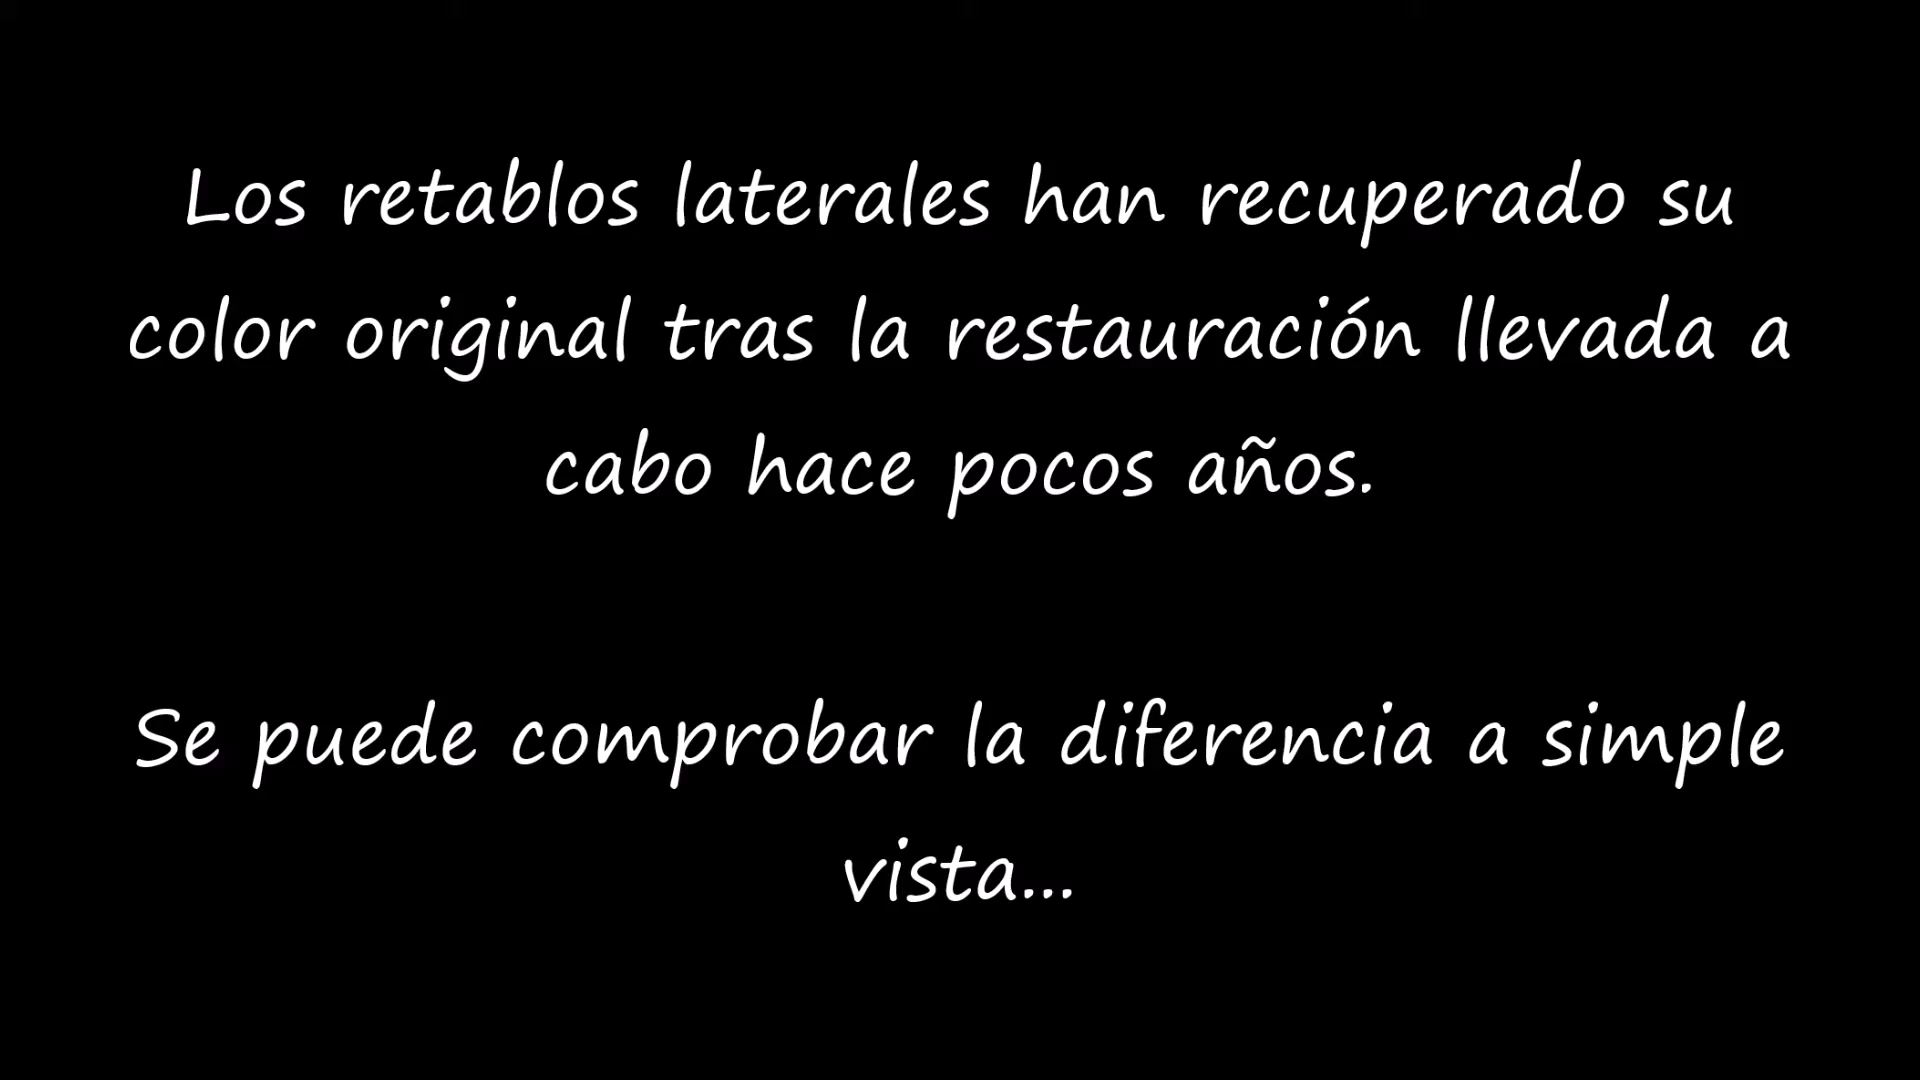 Los retablos laterales han recuperado su
color original tras la restauración llevada a
cabo hace pocos años.
Se puede comprobar la diferencia a simple
vista...